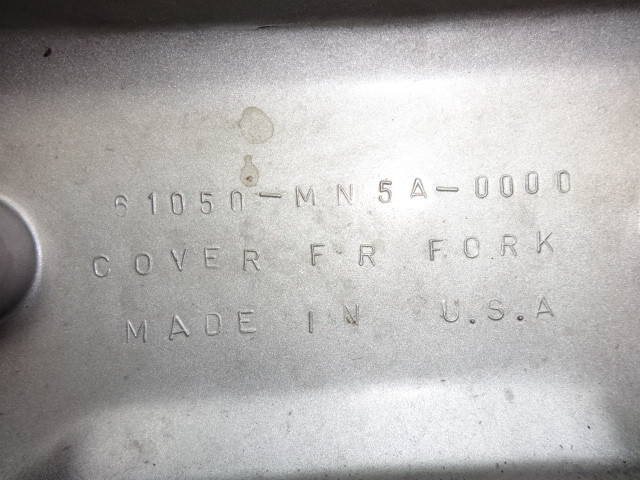 61050-MN5A-0000
COVER FR FORK
MADE IN U.S.A